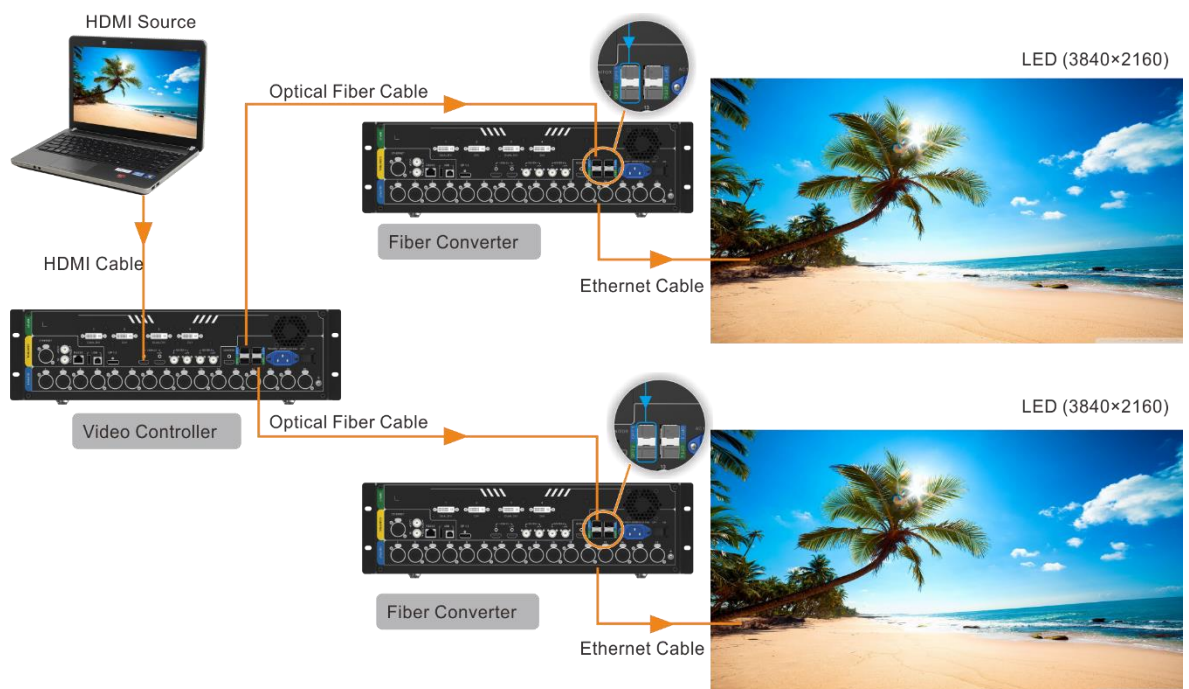 HDMI Source
LED (3840×2160)
Optical Fiber Cable
Fiber Converter
HDMI Cable
Ethernet Cable
LED (3840×2160)
Optical Fiber Cable
Video Controller
Fiber Converter
Ethernet Cable